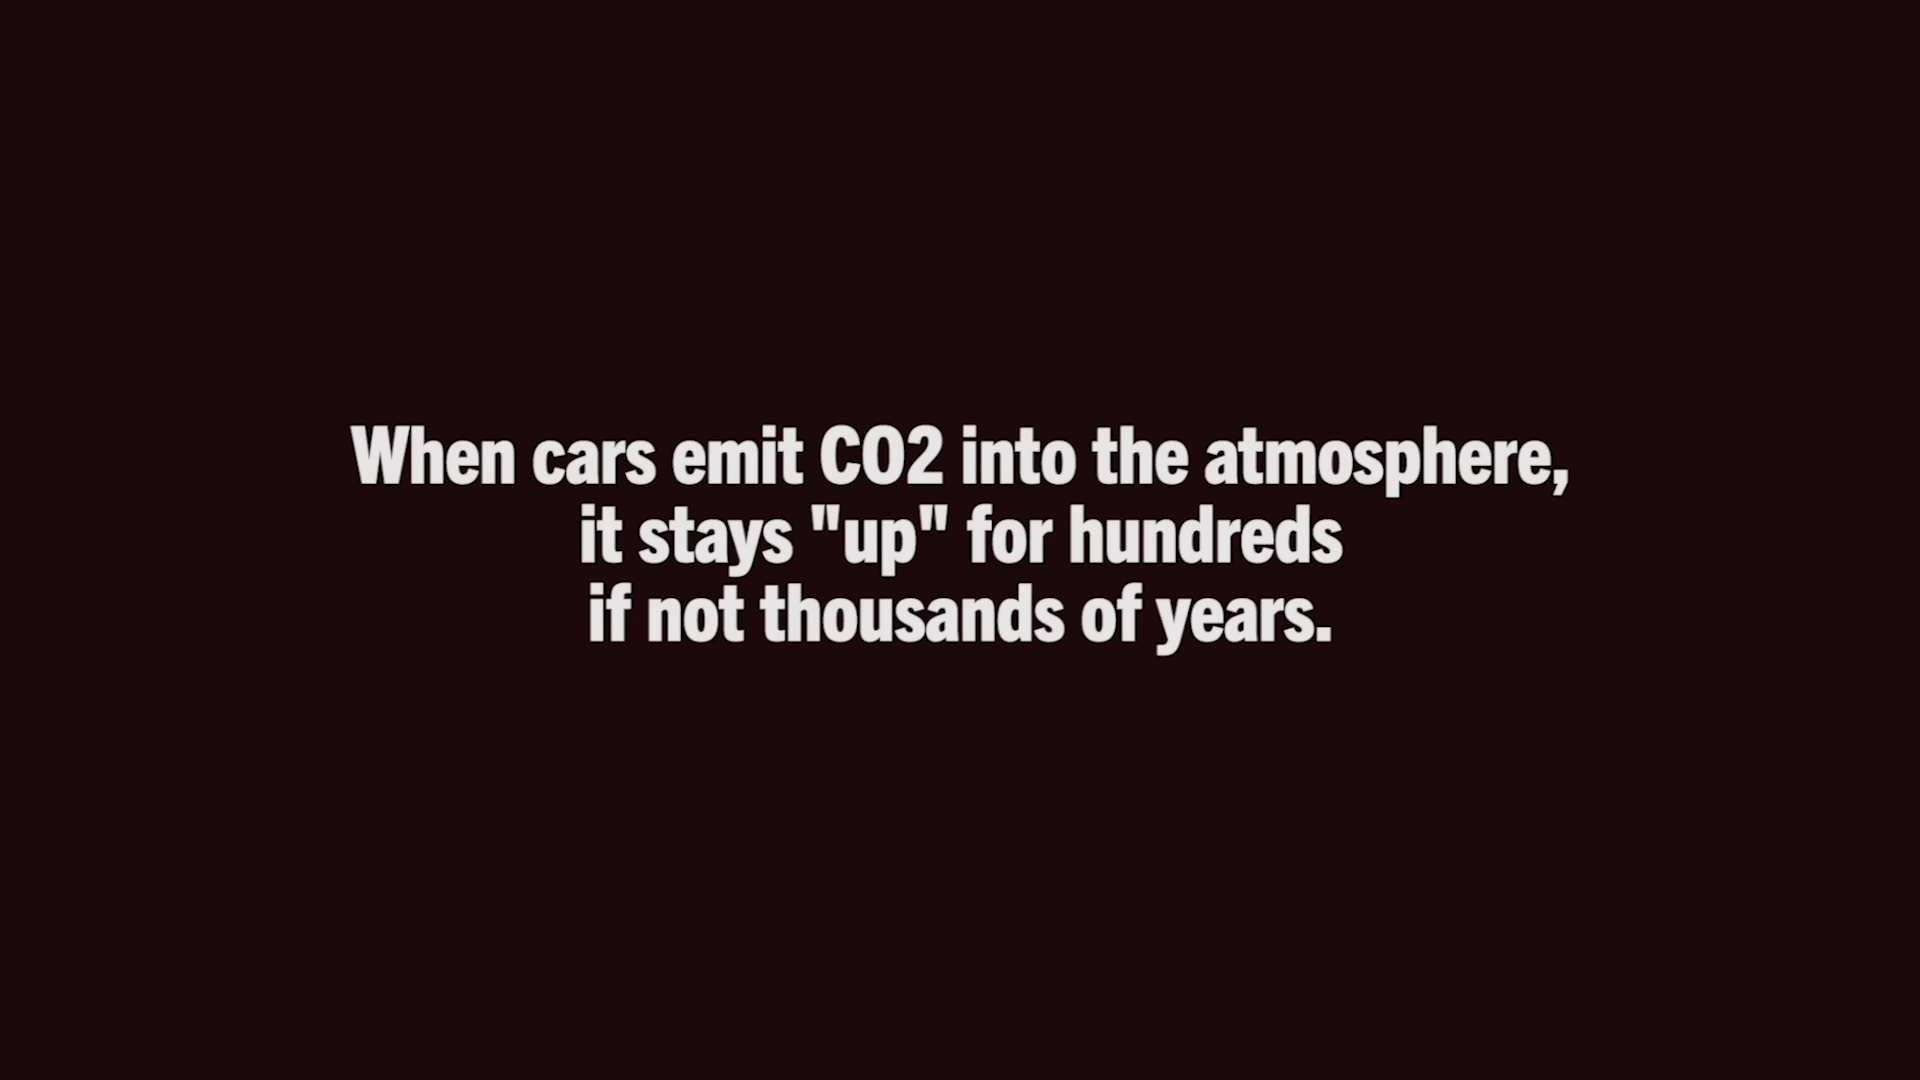 When cars emit CO2 into the atmosphere,
it stays "up" for hundreds
if not thousands of years.